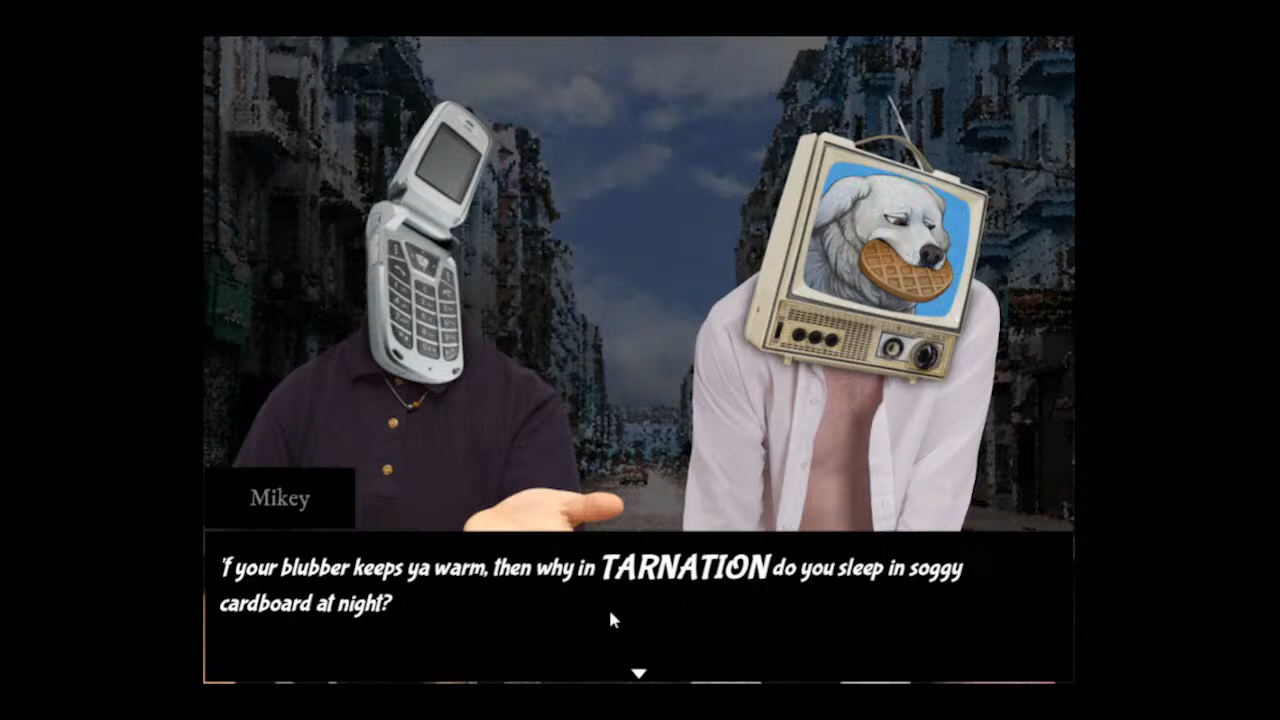 Mikey
'f your blubber keeps ya warm, then why in TARNATION do you sleep in soggy
cardboard at night?